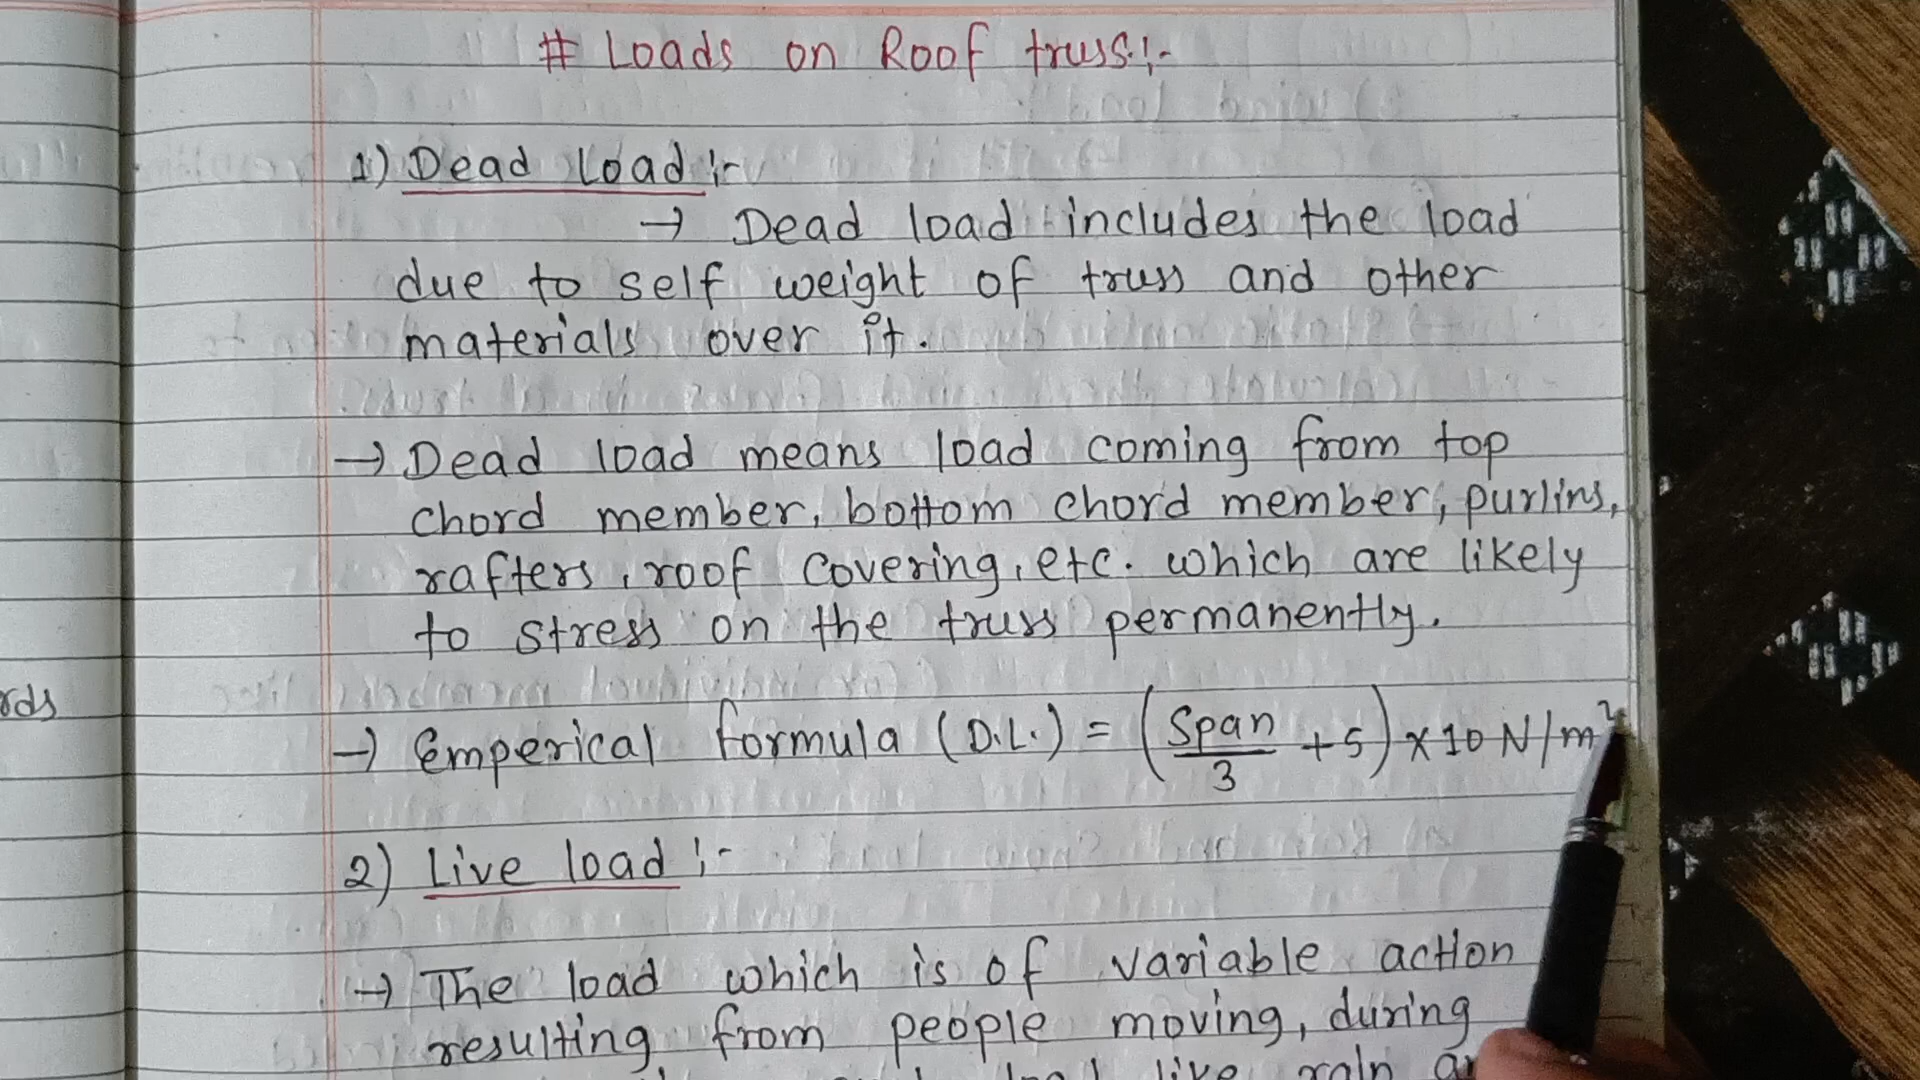 # Loads on Roof truss:-
1) Dead Load :-
→ Dead load includes the load
due to self weight of truss and other
materials over it.
→ Dead load means load coming from top
chord member, bottom chord member, purlins,
rafters, roof covering, etc. which are likely
to stress on the truss permanently.
rds
→ Emperical formula (D.L.) = (Span/3 + 5) × 10 N/m²
2) Live load :-
→ The load which is of variable action
resulting from people moving, during
live rain